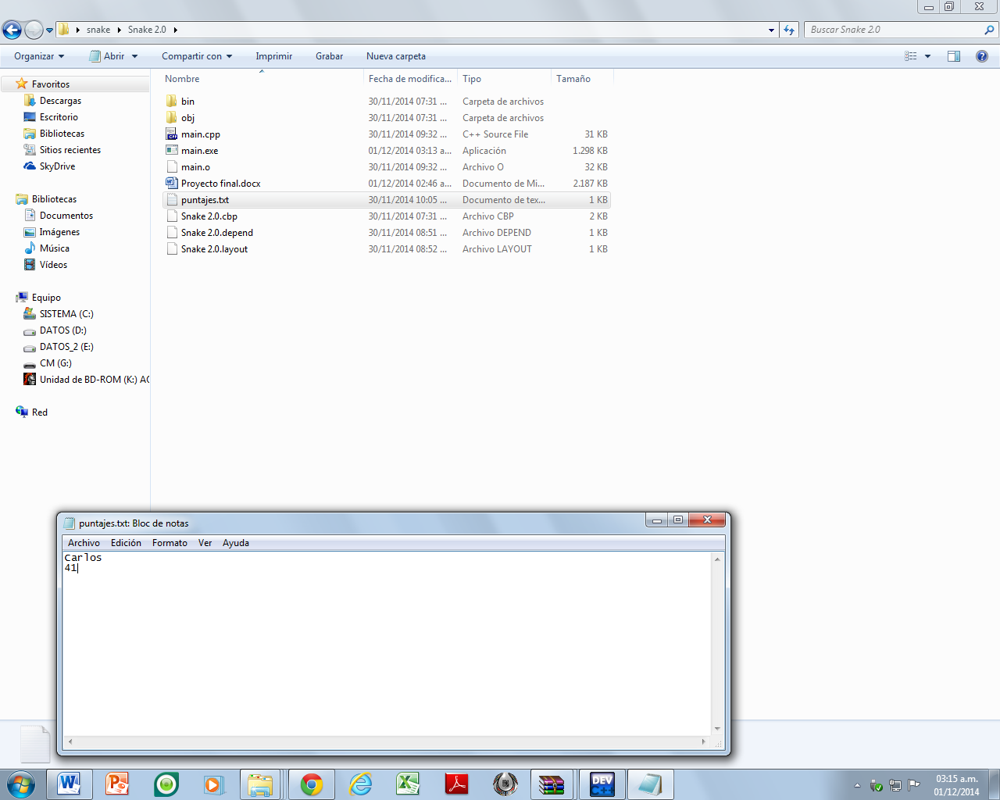 snake Snake 2.0
Buscar Snake 2.0
Organizar Abrir Compartir con Imprimir Grabar Nueva carpeta
Nombre Fecha de modifica... Tipo Tamaño
Favoritos
Descargas
Escritorio
Bibliotecas
Sitios recientes
SkyDrive
Bibliotecas
Documentos
Imágenes
Música
Vídeos
Equipo
SISTEMA (C:)
DATOS (D:)
DATOS_2 (E:)
CM (G:)
Unidad de BD-ROM (K:) AC
Red
bin 30/11/2014 07:31 ... Carpeta de archivos
obj 30/11/2014 07:31 ... Carpeta de archivos
main.cpp 30/11/2014 09:32 ... C++ Source File 31 KB
main.exe 01/12/2014 03:13 a... Aplicación 1.298 KB
main.o 30/11/2014 09:32 ... Archivo O 32 KB
Proyecto final.docx 01/12/2014 02:46 a... Documento de Mi... 2.187 KB
puntajes.txt 30/11/2014 10:05 ... Documento de tex... 1 KB
Snake 2.0.cbp 30/11/2014 07:31 ... Archivo CBP 2 KB
Snake 2.0.depend 30/11/2014 08:51 ... Archivo DEPEND 1 KB
Snake 2.0.layout 30/11/2014 08:52 ... Archivo LAYOUT 1 KB
puntajes.txt: Bloc de notas
Archivo Edición Formato Ver Ayuda
Carlos
41
DEV
C++
03:15 a.m.
01/12/2014